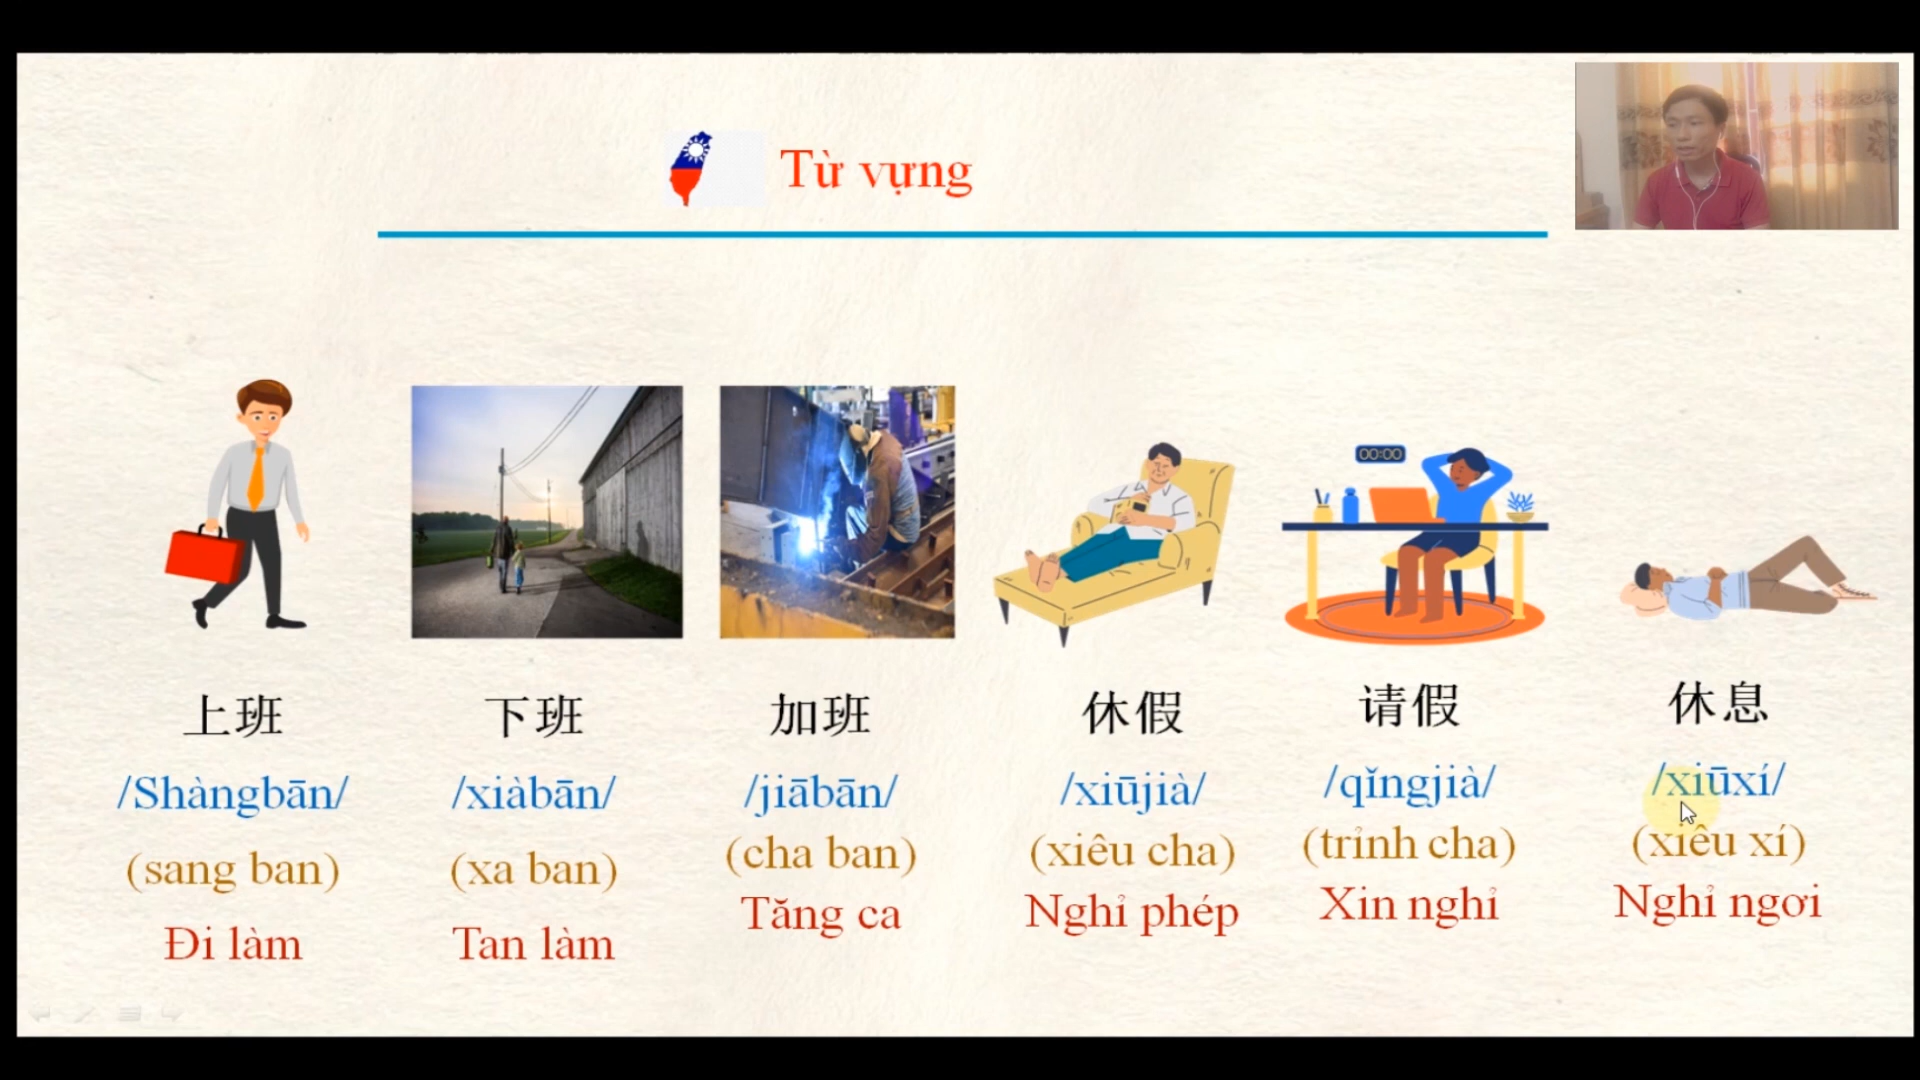 Từ vựng
00:00
上班
/Shàngbān/
(sang ban)
Đi làm
下班
/xiàbān/
(xa ban)
Tan làm
加班
/jiābān/
(cha ban)
Tăng ca
休假
/xiūjià/
(xiêu cha)
Nghỉ phép
请假
/qǐngjià/
(trỉnh cha)
Xin nghỉ
休息
/xiūxí/
(xiêu xí)
Nghỉ ngơi